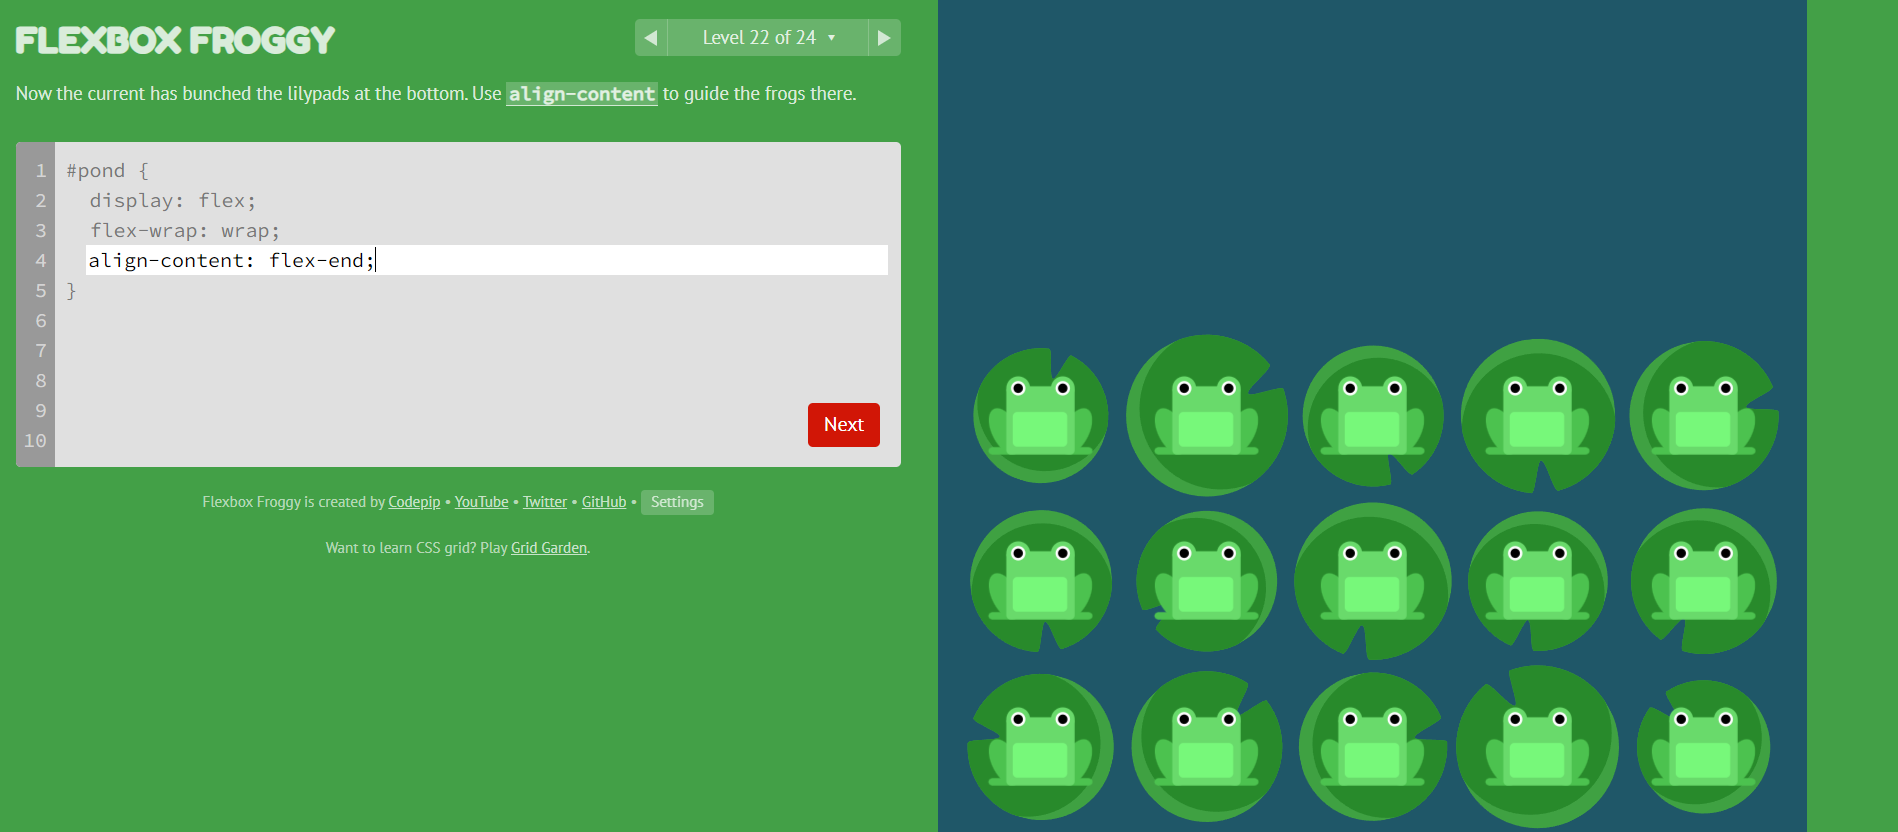 FLEXBOX FROGGY
◀ Level 22 of 24 ▾ ▶
Now the current has bunched the lilypads at the bottom. Use align-content to guide the frogs there.
1 #pond {
2 display: flex;
3 flex-wrap: wrap;
4 align-content: flex-end;
5 }
6
7
8
9
10
Next
Flexbox Froggy is created by Codepip • YouTube • Twitter • GitHub • Settings
Want to learn CSS grid? Play Grid Garden.